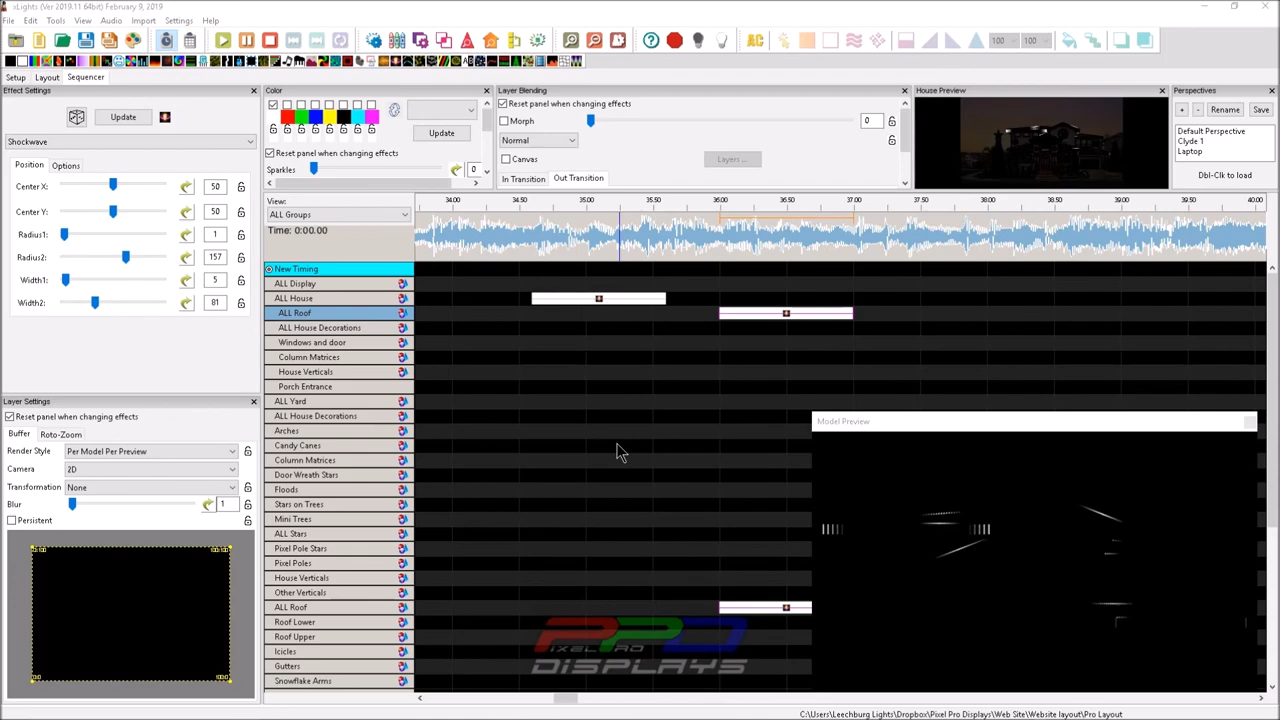 xLights (Ver 2019.11 64bit) February 9, 2019
File Edit Tools View Audio Import Settings Help
AC 100 100
Setup Layout Sequencer
Effect Settings
Update
Shockwave
Position Options
Center X: 50
Center Y: 50
Radius1: 1
Radius2: 157
Width1: 5
Width2: 81
Layer Settings
Reset panel when changing effects
Buffer Roto-Zoom
Render Style Per Model Per Preview
Camera 2D
Transformation None
Blur 1
Persistent
Color
Update
Reset panel when changing effects
Sparkles 0
Layer Blending
Reset panel when changing effects
Morph 0
Normal
Canvas Layers ...
In Transition Out Transition
House Preview
Perspectives
+ - Rename Save
Default Perspective
Clyde 1
Laptop
Dbl-Clk to load
View:
ALL Groups
Time: 0:00.00
34.00 34.50 35.00 35.50 36.00 36.50 37.00 37.50 38.00 38.50 39.00 39.50 40.00
New Timing
ALL Display
ALL House
ALL Roof
ALL House Decorations
Windows and door
Column Matrices
House Verticals
Porch Entrance
ALL Yard
ALL House Decorations
Arches
Candy Canes
Column Matrices
Door Wreath Stars
Floods
Stars on Trees
Mini Trees
ALL Stars
Pixel Pole Stars
Pixel Poles
House Verticals
Other Verticals
ALL Roof
Roof Lower
Roof Upper
Icicles
Gutters
Snowflake Arms
Model Preview
PIXEL PRO
DISPLAYS
C:\Users\Leechburg Lights\Dropbox\Pixel Pro Displays\Web Site\Website layout\Pro Layout